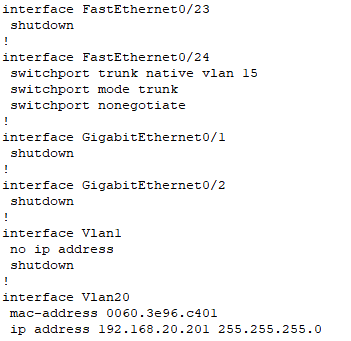 interface FastEthernet0/23
 shutdown
!
interface FastEthernet0/24
 switchport trunk native vlan 15
 switchport mode trunk
 switchport nonegotiate
!
interface GigabitEthernet0/1
 shutdown
!
interface GigabitEthernet0/2
 shutdown
!
interface Vlan1
 no ip address
 shutdown
!
interface Vlan20
 mac-address 0060.3e96.c401
 ip address 192.168.20.201 255.255.255.0